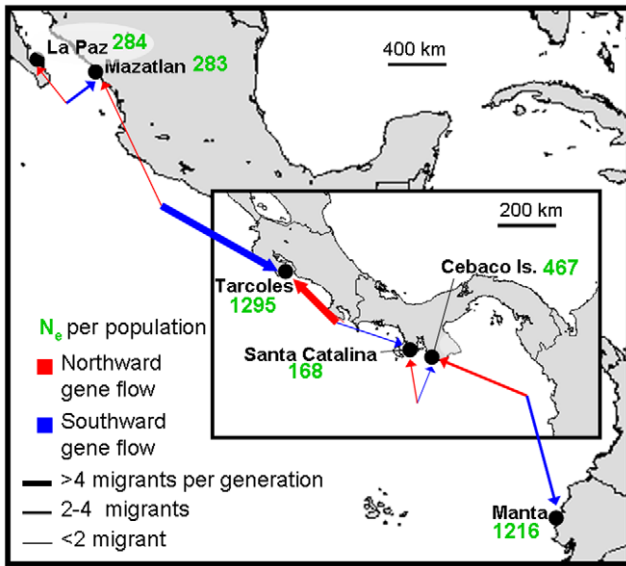 La Paz 284
Mazatlan 283
400 km
200 km
Cebaco Is. 467
Tarcoles
1295
Santa Catalina
168
Ne per population
Northward
gene flow
Southward
gene flow
>4 migrants per generation
2-4 migrants
<2 migrant
Manta
1216